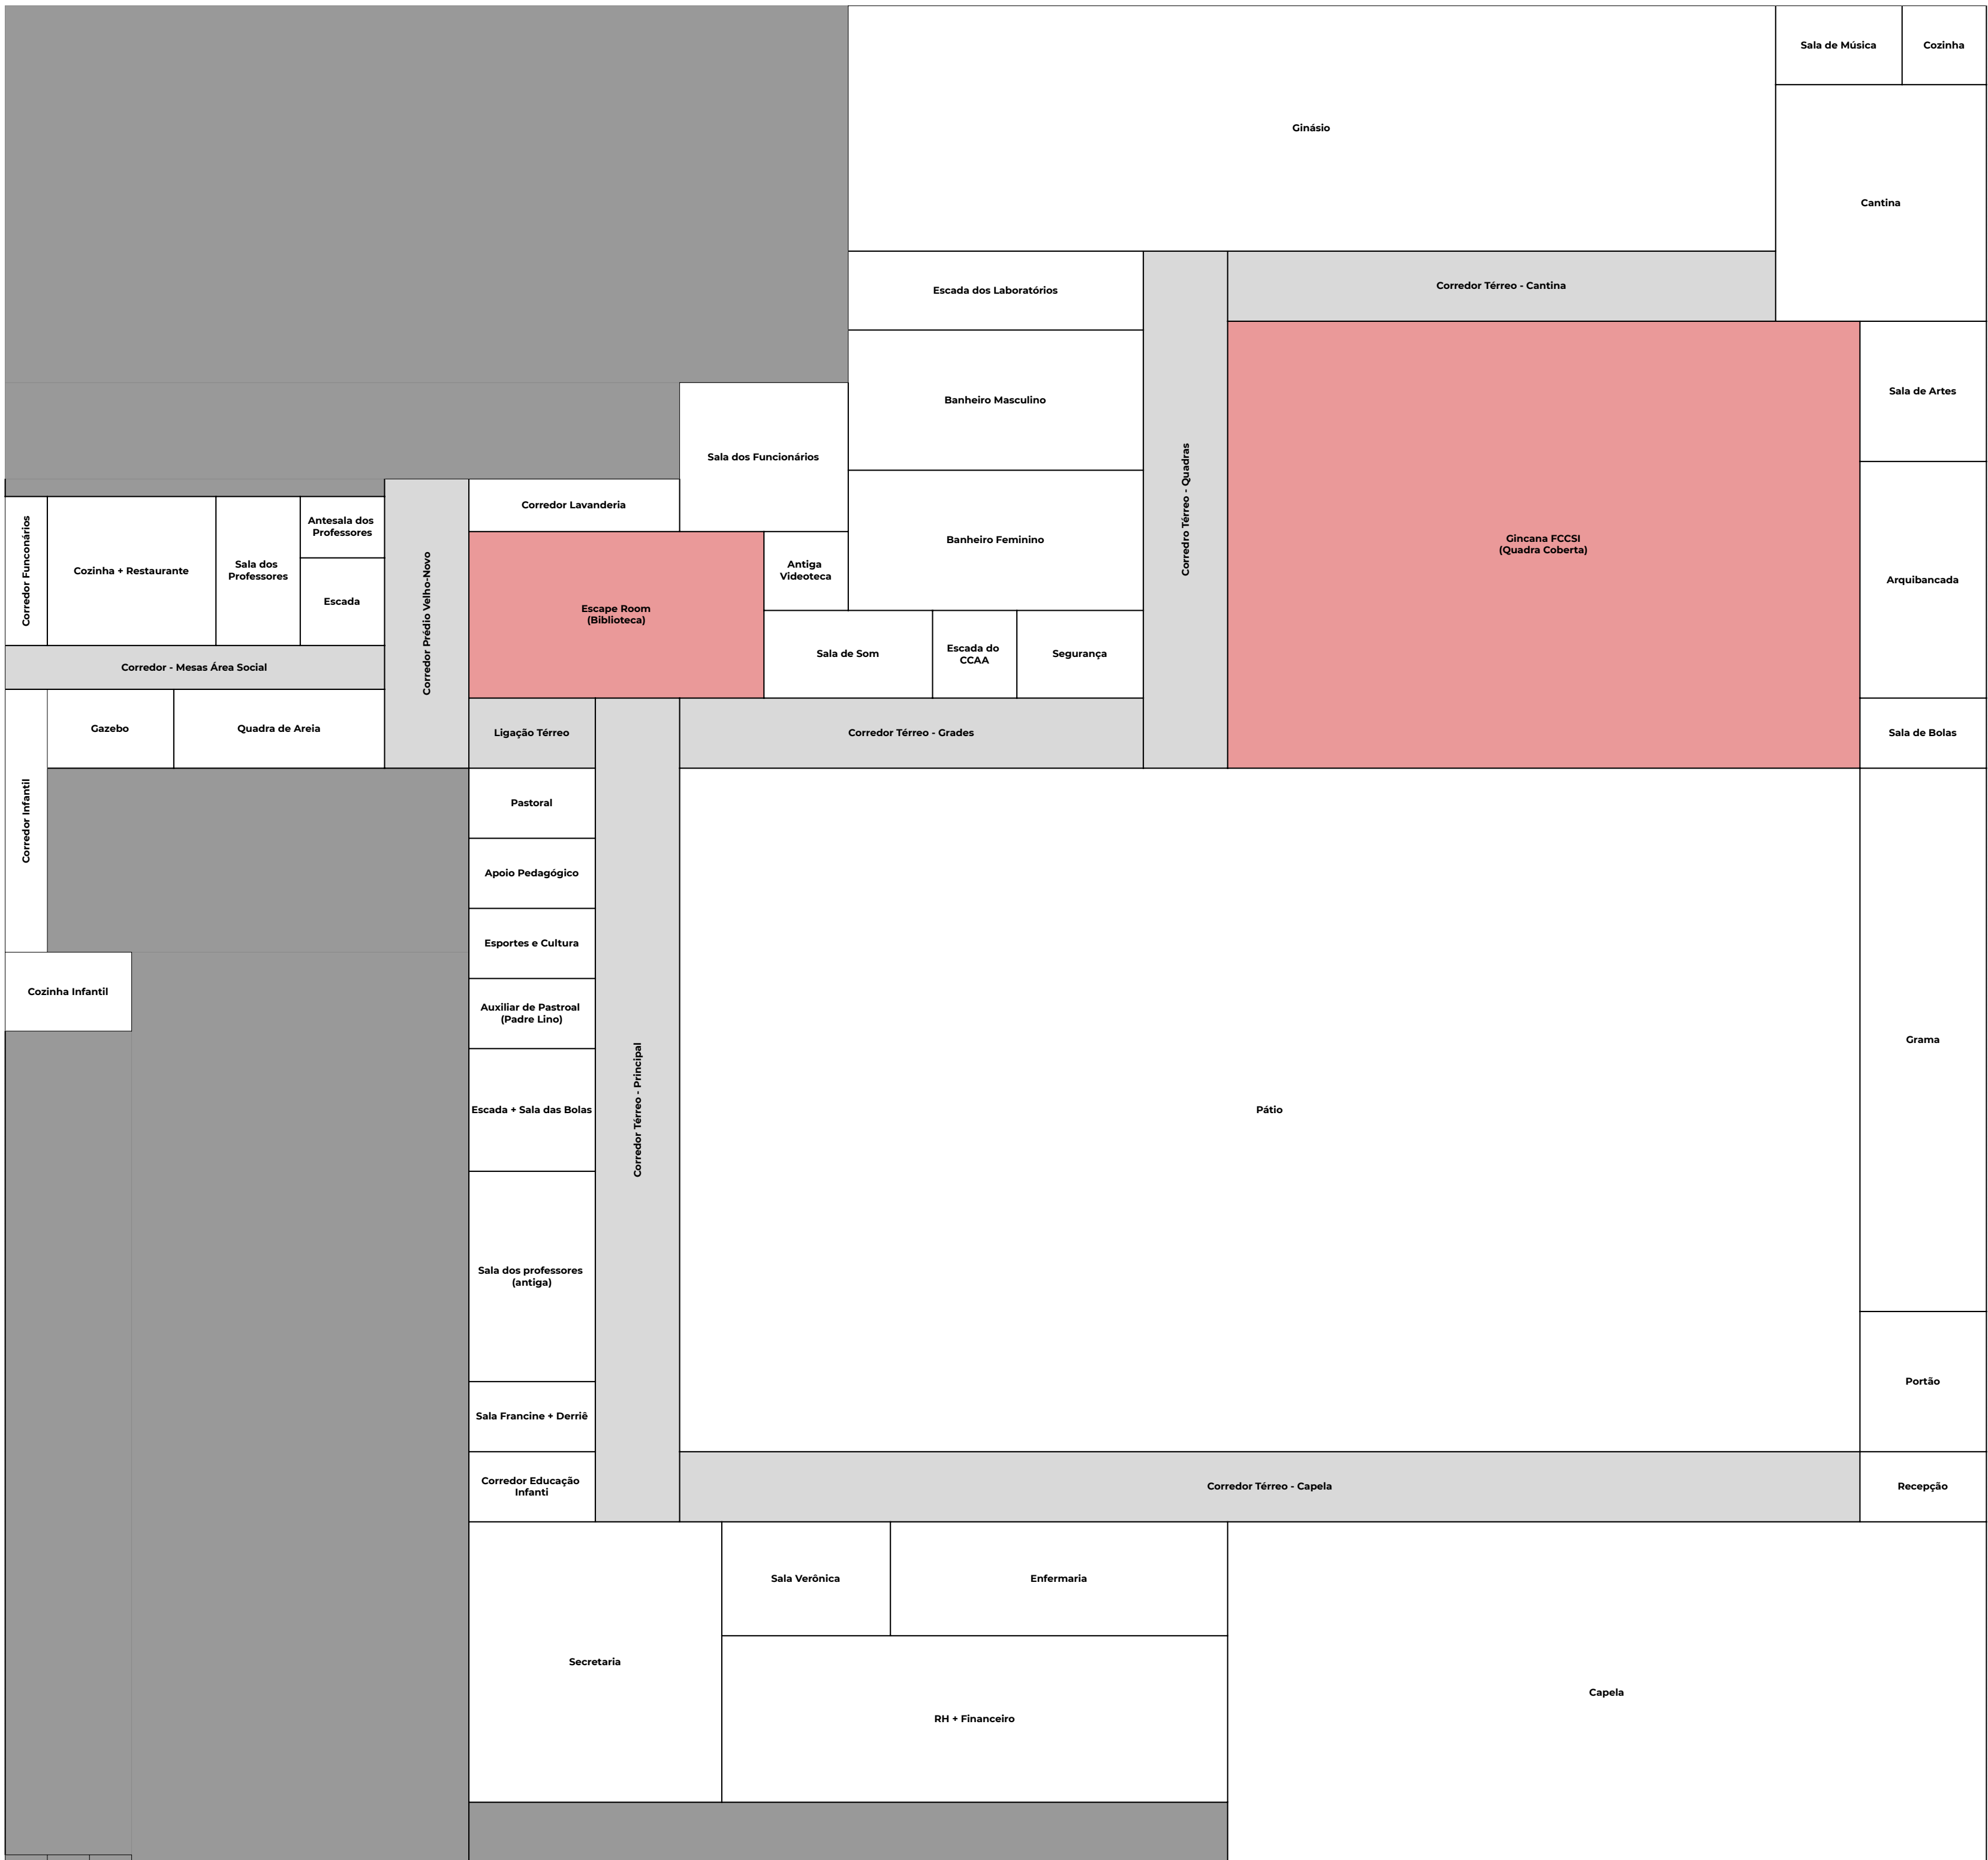 Sala de Música
Cozinha
Ginásio
Cantina
Escada dos Laboratórios
Corredor Térreo - Cantina
Banheiro Masculino
Sala de Artes
Sala dos Funcionários
Corredro Térreo - Quadras
Corredor Lavanderia
Corredor Funconários
Cozinha + Restaurante
Sala dos
Professores
Antesala dos
Professores
Escada
Corredor Prédio Velho-Novo
Escape Room
(Biblioteca)
Antiga
Videoteca
Banheiro Feminino
Gincana FCCSI
(Quadra Coberta)
Arquibancada
Corredor - Mesas Área Social
Sala de Som
Escada do
CCAA
Segurança
Corredor Infantil
Gazebo
Quadra de Areia
Ligação Térreo
Corredor Térreo - Grades
Sala de Bolas
Pastoral
Apoio Pedagógico
Esportes e Cultura
Cozinha Infantil
Auxiliar de Pastroal
(Padre Lino)
Grama
Escada + Sala das Bolas
Corredor Térreo - Principal
Pátio
Sala dos professores
(antiga)
Portão
Sala Francine + Derriê
Corredor Educação
Infanti
Corredor Térreo - Capela
Recepção
Secretaria
Sala Verônica
Enfermaria
RH + Financeiro
Capela